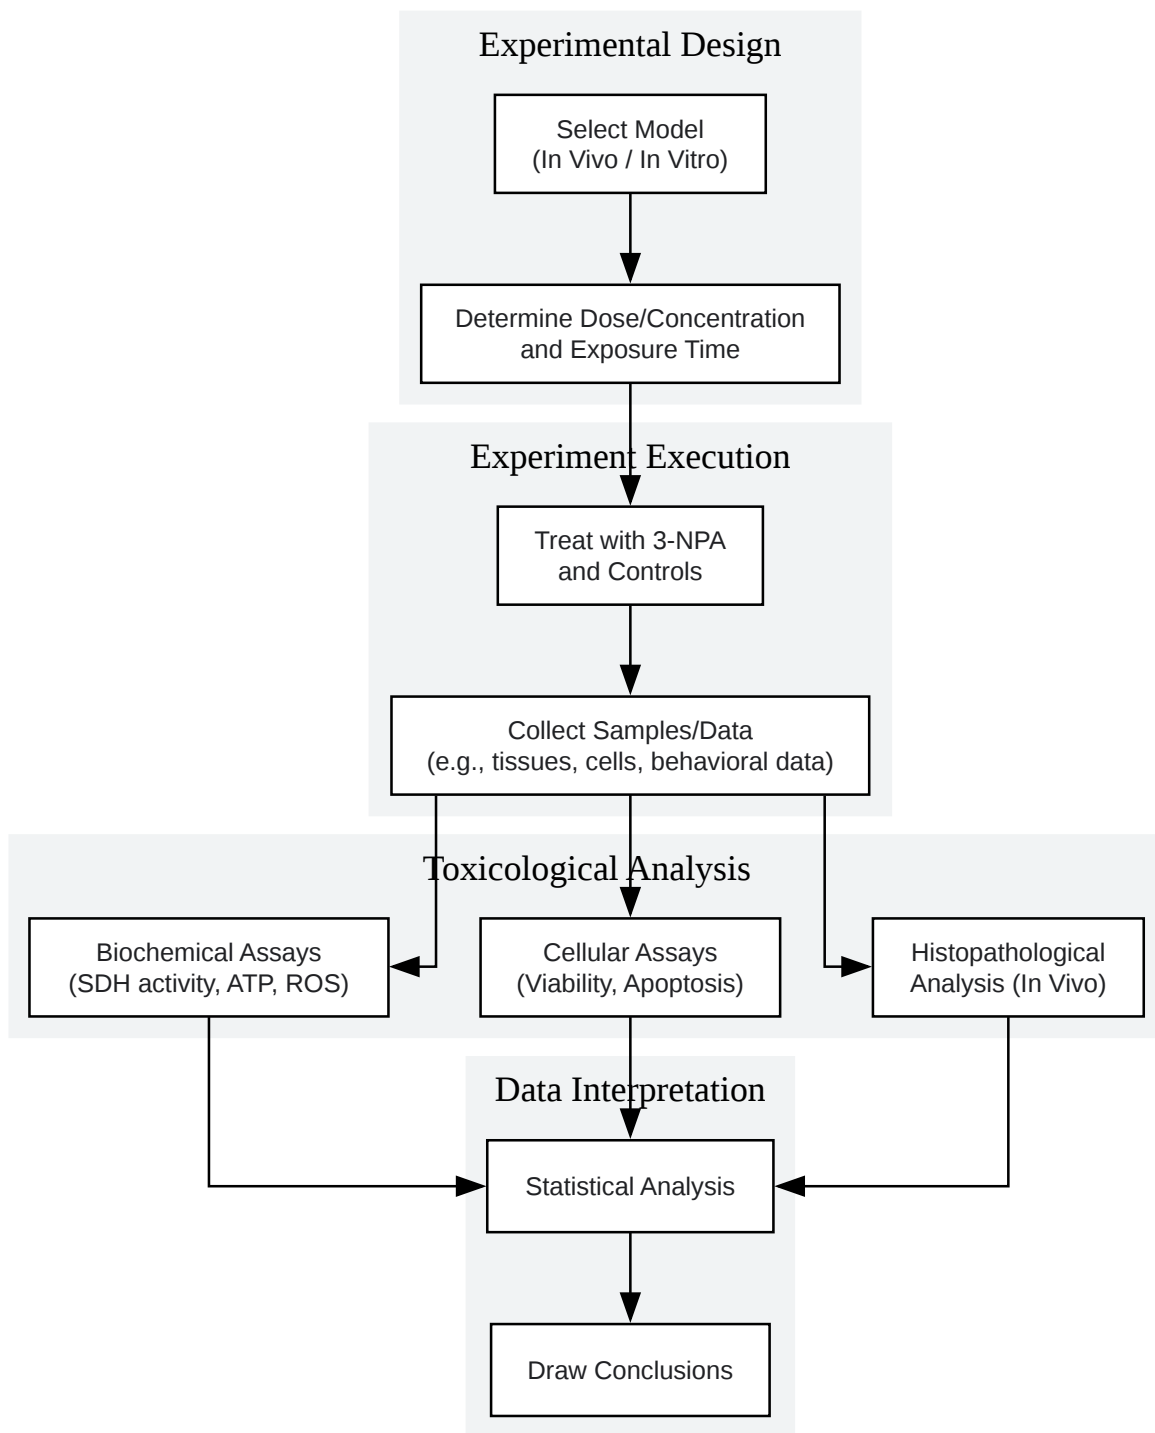 Experimental Design
Select Model
(In Vivo / In Vitro)
Determine Dose/Concentration
and Exposure Time
Experiment Execution
Treat with 3-NPA
and Controls
Collect Samples/Data
(e.g., tissues, cells, behavioral data)
Toxicological Analysis
Biochemical Assays
(SDH activity, ATP, ROS)
Cellular Assays
(Viability, Apoptosis)
Histopathological
Analysis (In Vivo)
Data Interpretation
Statistical Analysis
Draw Conclusions